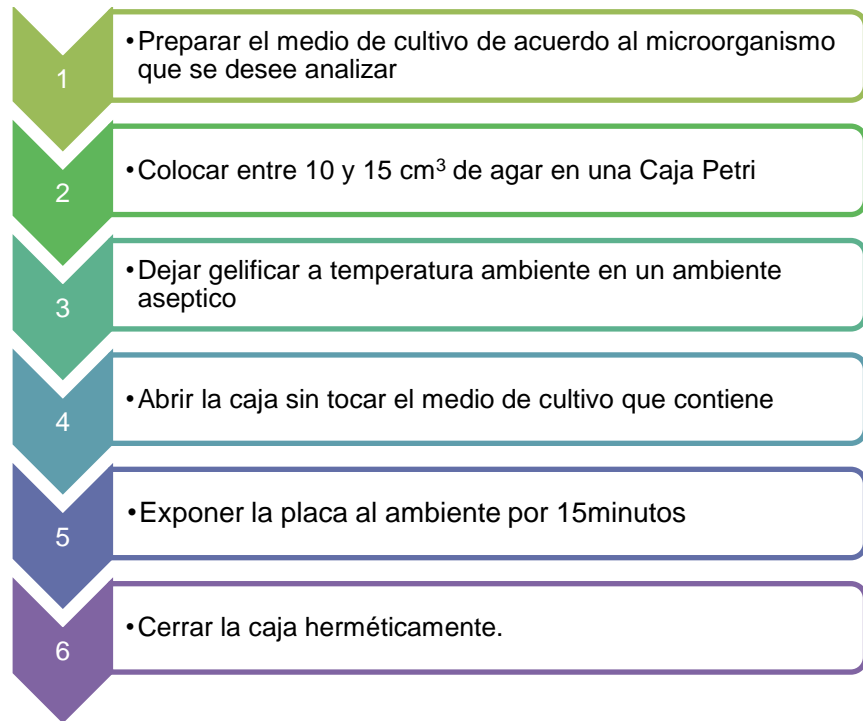 1
•Preparar el medio de cultivo de acuerdo al microorganismo
que se desee analizar
2
•Colocar entre 10 y 15 cm³ de agar en una Caja Petri
3
•Dejar gelificar a temperatura ambiente en un ambiente
aseptico
4
•Abrir la caja sin tocar el medio de cultivo que contiene
5
•Exponer la placa al ambiente por 15minutos
6
•Cerrar la caja herméticamente.